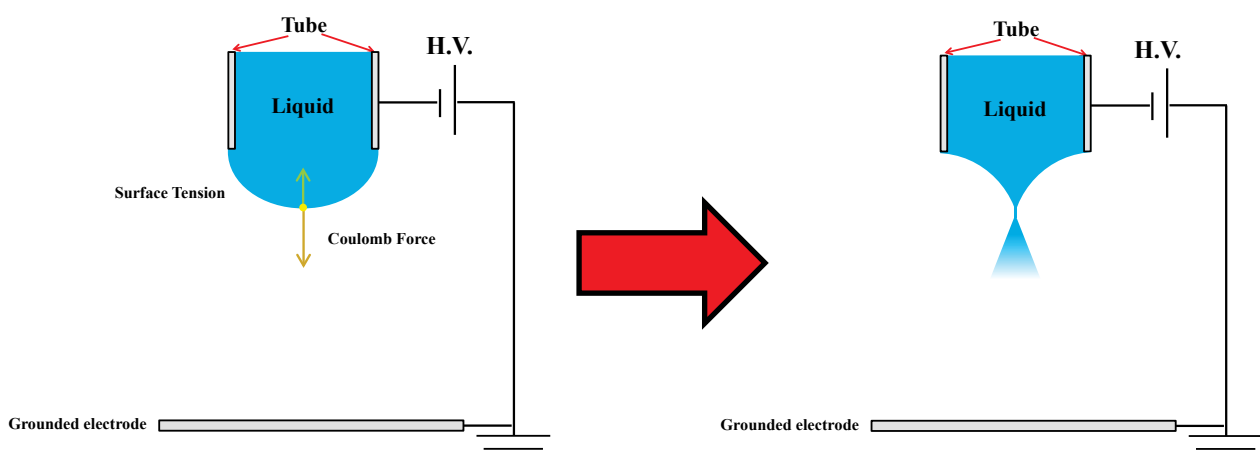 Tube
H.V.
Liquid
Surface Tension
Coulomb Force
Grounded electrode
Tube
H.V.
Liquid
Grounded electrode